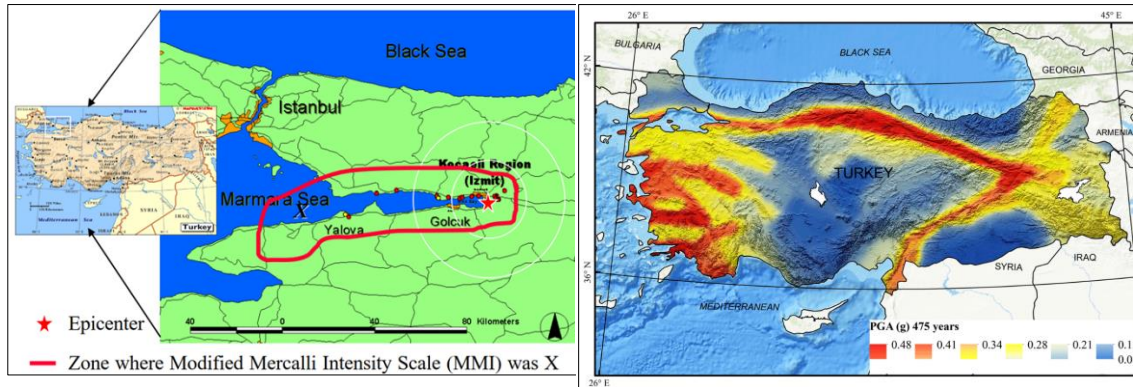 Black Sea
Istanbul
Kocaeli Region
(Izmit)
Marmara Sea
X
Golcuk
Yalova
Turkey
40 0 40 80 Kilometers
Epicenter
Zone where Modified Mercalli Intensity Scale (MMI) was X
26° E
45° E
BULGARIA
BLACK SEA
42° N
GEORGIA
ARMENIA
TURKEY
36° N
SYRIA
IRAQ
MEDITERRANEAN
PGA (g) 475 years
0.48 0.41 0.34 0.28 0.21 0.1
0.0
26° E